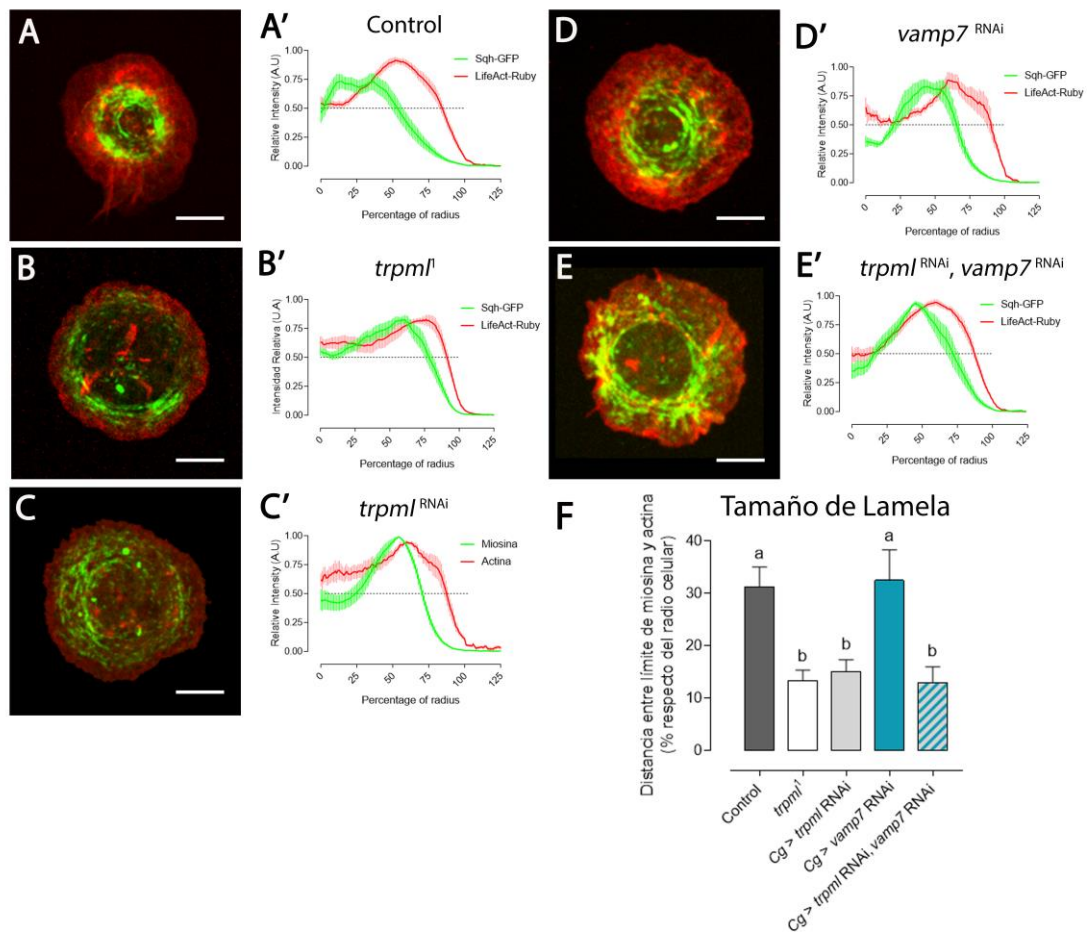 A
A'
Control
Relative Intensity (A.U)
1.00
0.75
0.50
0.25
0.00
0
25
50
75
100
125
Percentage of radius
Sqh-GFP
LifeAct-Ruby
D
D'
vamp7 RNAi
Relative Intensity (A.U)
1.00
0.75
0.50
0.25
0.00
0
25
50
75
100
125
Percentage of radius
Sqh-GFP
LifeAct-Ruby
B
B'
trpml¹
Intensidad Relativa (U.A)
1.00
0.75
0.50
0.25
0.00
0
25
50
75
100
125
Percentage of radius
Sqh-GFP
LifeAct-Ruby
E
E'
trpml RNAi, vamp7 RNAi
Relative Intensity (A.U)
1.00
0.75
0.50
0.25
0.00
0
25
50
75
100
125
Percentage of radius
Sqh-GFP
LifeAct-Ruby
C
C'
trpml RNAi
Relative Intensity (A.U)
1.00
0.75
0.50
0.25
0.00
0
25
50
75
100
125
Percentage of radius
Miosina
Actina
F
Tamaño de Lamela
Distancia entre límite de miosina y actina
(% respecto del radio celular)
40
30
20
10
0
a
b
b
a
b
Control
trpml¹
Cg > trpml RNAi
Cg > vamp7 RNAi
Cg > trpml RNAi, vamp7 RNAi